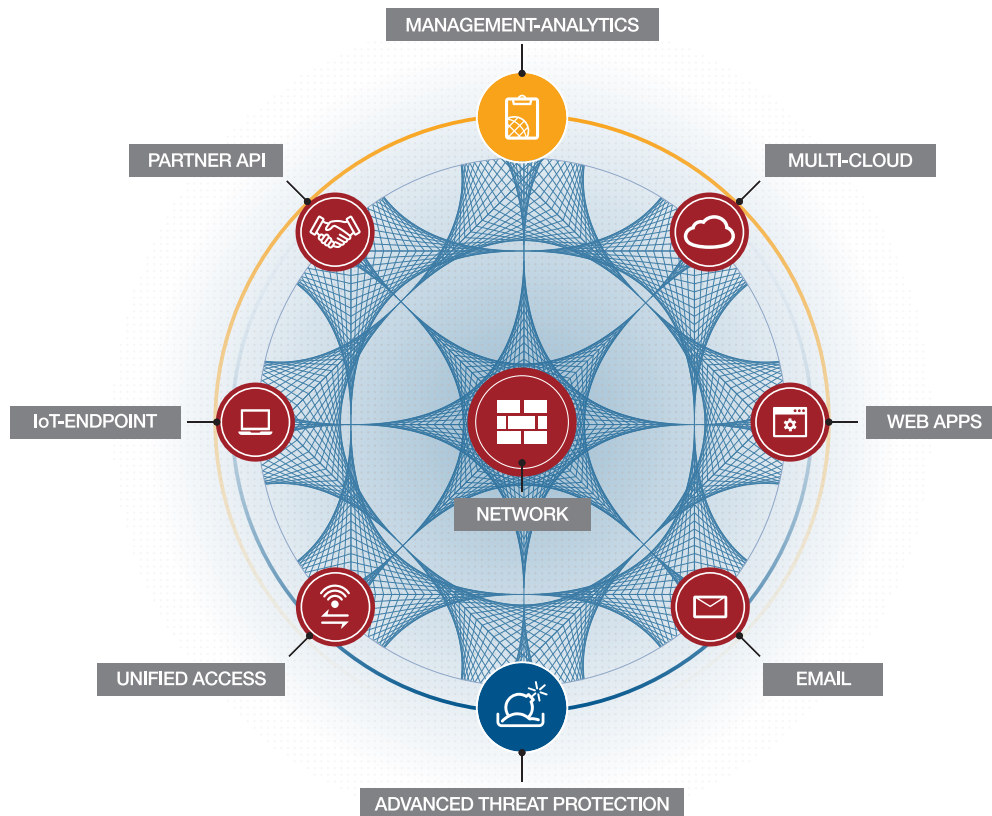 MANAGEMENT-ANALYTICS
PARTNER API
MULTI-CLOUD
IoT-ENDPOINT
WEB APPS
NETWORK
UNIFIED ACCESS
EMAIL
ADVANCED THREAT PROTECTION